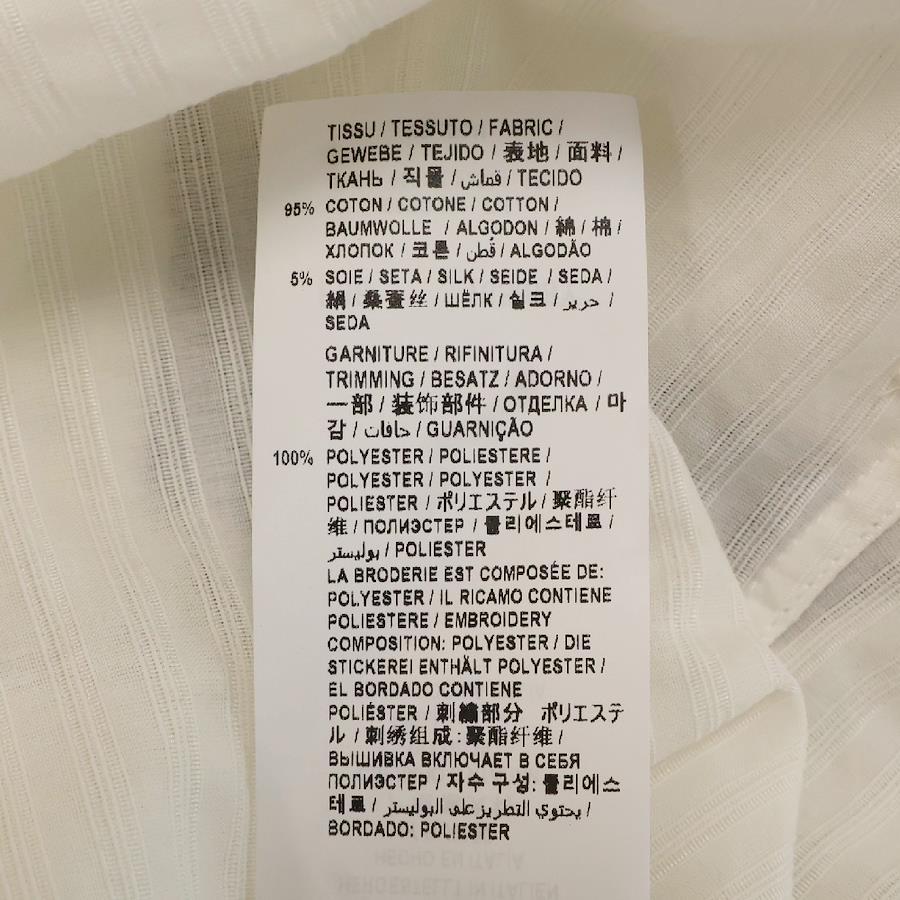 TISSU / TESSUTO / FABRIC /
GEWEBE / TEJIDO / 表地 / 面料 /
ТКАНЬ / 직물 / قماش / TECIDO
95% COTON / COTONE / COTTON /
BAUMWOLLE / ALGODON / 綿 / 棉 /
ХЛОПОК / 코튼 / قطن / ALGODÃO
5% SOIE / SETA / SILK / SEIDE / SEDA /
絹 / 桑蚕丝 / ШЁЛК / 실크 / حرير /
SEDA
GARNITURE / RIFINITURA /
TRIMMING / BESATZ / ADORNO /
一部 / 装饰部件 / ОТДЕЛКА / 마
감 / حافات / GUARNIÇÃO
100% POLYESTER / POLIESTERE /
POLYESTER / POLYESTER /
POLIESTER / ポリエステル / 聚酯纤
维 / ПОЛИЭСТЕР / 폴리에스테르 /
بوليستر / POLIESTER
LA BRODERIE EST COMPOSÉE DE:
POLYESTER / IL RICAMO CONTIENE
POLIESTERE / EMBROIDERY
COMPOSITION: POLYESTER / DIE
STICKEREI ENTHÄLT POLYESTER /
EL BORDADO CONTIENE
POLIÉSTER / 刺繍部分 ポリエステ
ル / 刺绣组成: 聚酯纤维 /
ВЫШИВКА ВКЛЮЧАЕТ В СЕБЯ
ПОЛИЭСТЕР / 자수 구성: 폴리에스
테르 / يحتوي التطريز على البوليستر /
BORDADO: POLIESTER
HECHO EN ITALIA
HERGESTELLT IN ITALIEN